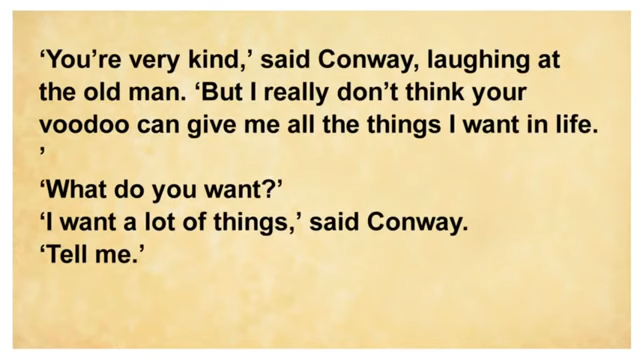 ‘You’re very kind,’ said Conway, laughing at
the old man. ‘But I really don’t think your
voodoo can give me all the things I want in life.
’
‘What do you want?’
‘I want a lot of things,’ said Conway.
‘Tell me.’